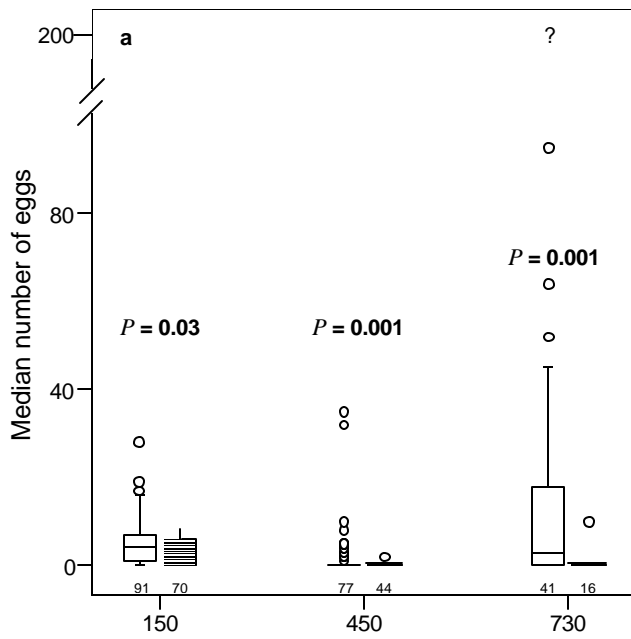 200
a
?
Median number of eggs
80
P = 0.001
P = 0.03
P = 0.001
40
0
91
70
77
44
41
16
150
450
730